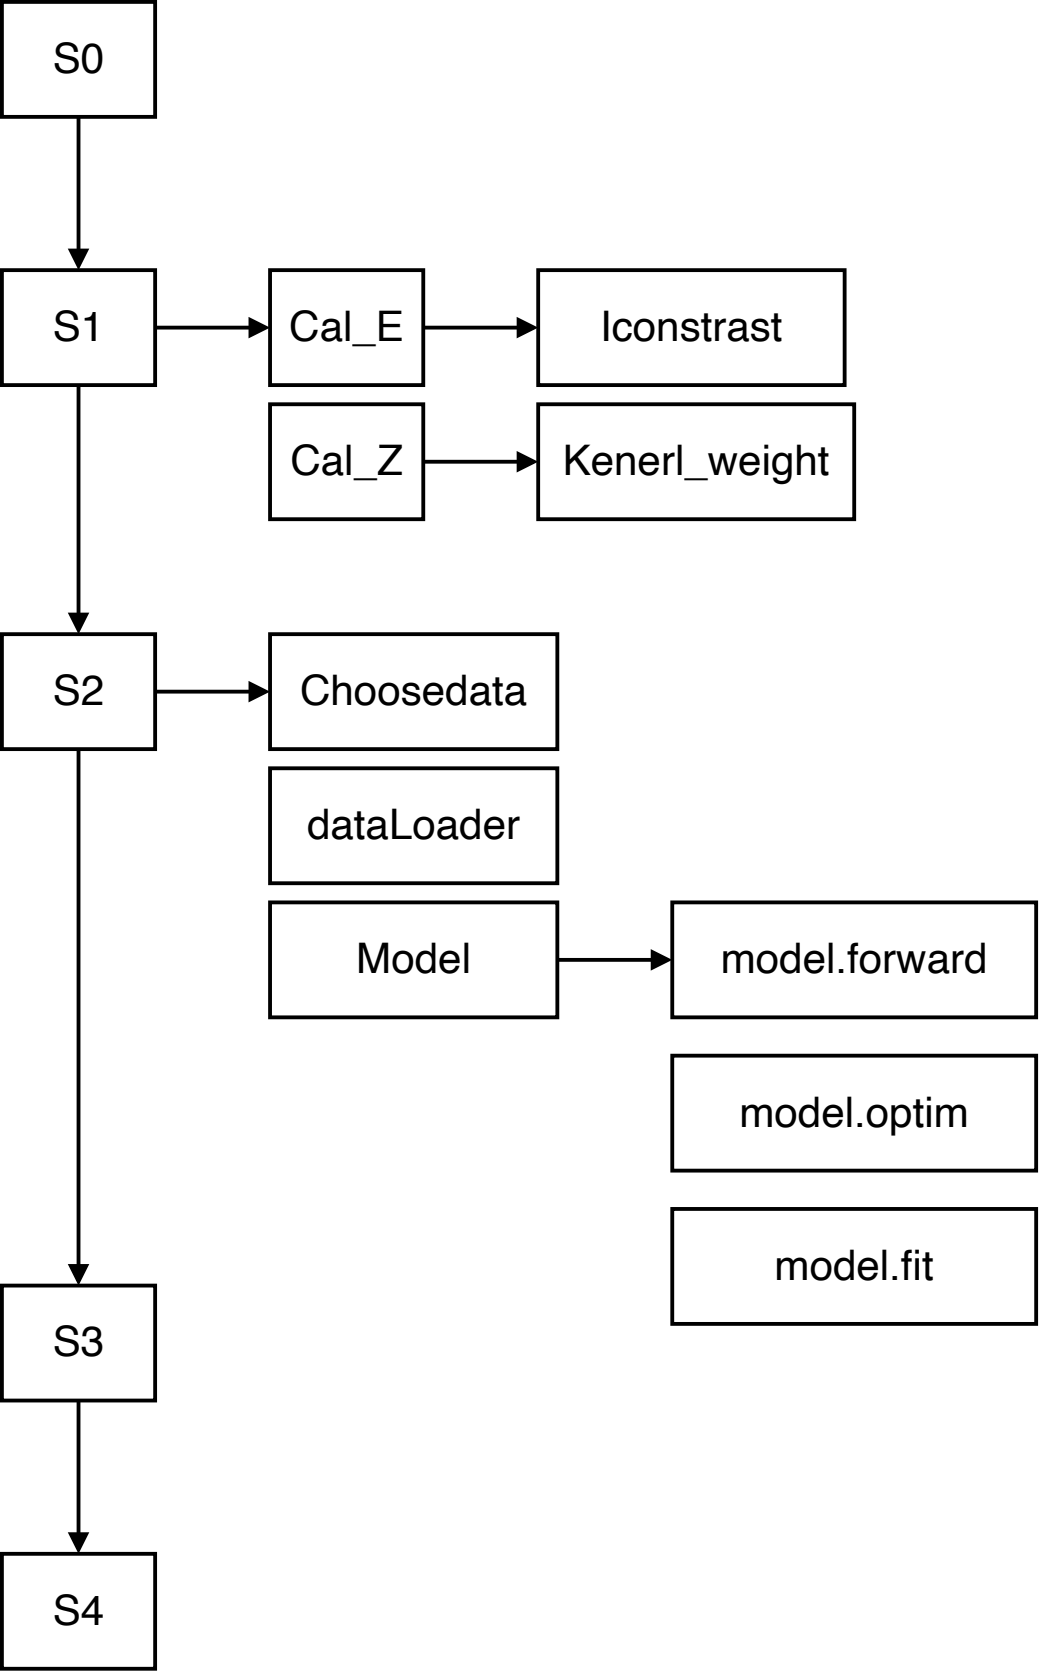 S0
S1
Cal_E
Iconstrast
Cal_Z
Kenerl_weight
S2
Choosedata
dataLoader
Model
model.forward
model.optim
model.fit
S3
S4